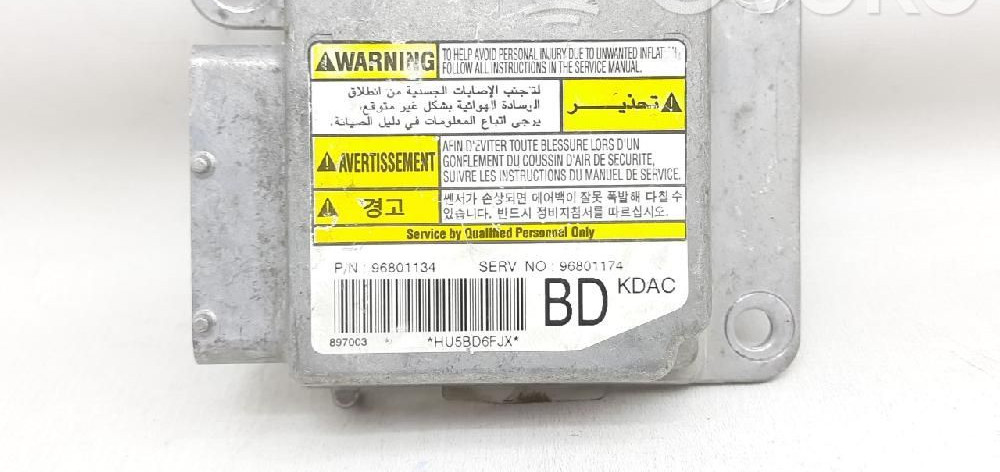 WARNING
TO HELP AVOID PERSONAL INJURY DUE TO UNWANTED
FOLLOW ALL INSTRUCTIONS IN THE SERVICE MANUAL.
لتجنب الإصابات الجسنية من انطلاق
الرسادة الهوائية بشكل غير متوقع،
يرجى اتباع المعلومات في دليل الصيانة.
تحذير
AVERTISSEMENT
AFIN D'EVITER TOUTE BLESSURE LORS D'UN
GONFLEMENT DU COUSSIN D'AIR DE SECURITE,
SUIVRE LES INSTRUCTIONS DU MANUEL DE SERVICE.
경고
쎈서가 손상되면 에어백이 잘못 폭발해 다칠 수
있습니다. 반드시 정비지침서를 따르십시오.
Service by Qualified Personnal Only
P/N : 96801134 SERV NO : 96801174
BD KDAC
897003 *HU5BD6FJX*